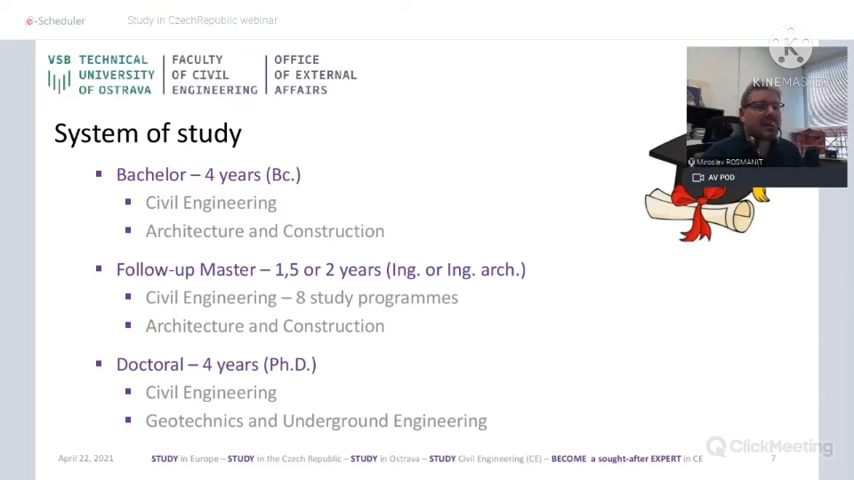 e-Scheduler
Study in CzechRepublic webinar
VSB TECHNICAL UNIVERSITY OF OSTRAVA
FACULTY OF CIVIL ENGINEERING
OFFICE OF EXTERNAL AFFAIRS
K
KINEMASTER
Miroslav ROSMANIT
AV POD
System of study
Bachelor – 4 years (Bc.)
Civil Engineering
Architecture and Construction
Follow-up Master – 1,5 or 2 years (Ing. or Ing. arch.)
Civil Engineering – 8 study programmes
Architecture and Construction
Doctoral – 4 years (Ph.D.)
Civil Engineering
Geotechnics and Underground Engineering
ClickMeeting
April 22, 2021
STUDY in Europe – STUDY in the Czech Republic – STUDY in Ostrava – STUDY Civil Engineering (CE) – BECOME a sought-after EXPERT in CE
7